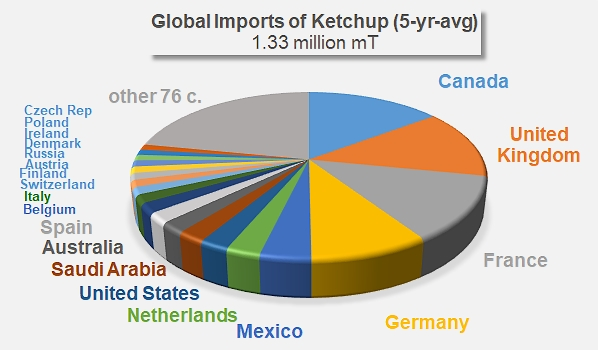 Global Imports of Ketchup (5-yr-avg)
1.33 million mT
Canada
United
Kingdom
France
Germany
Mexico
Netherlands
United States
Saudi Arabia
Australia
Spain
Belgium
Italy
Switzerland
Finland
Austria
Russia
Denmark
Ireland
Poland
Czech Rep
other 76 c.